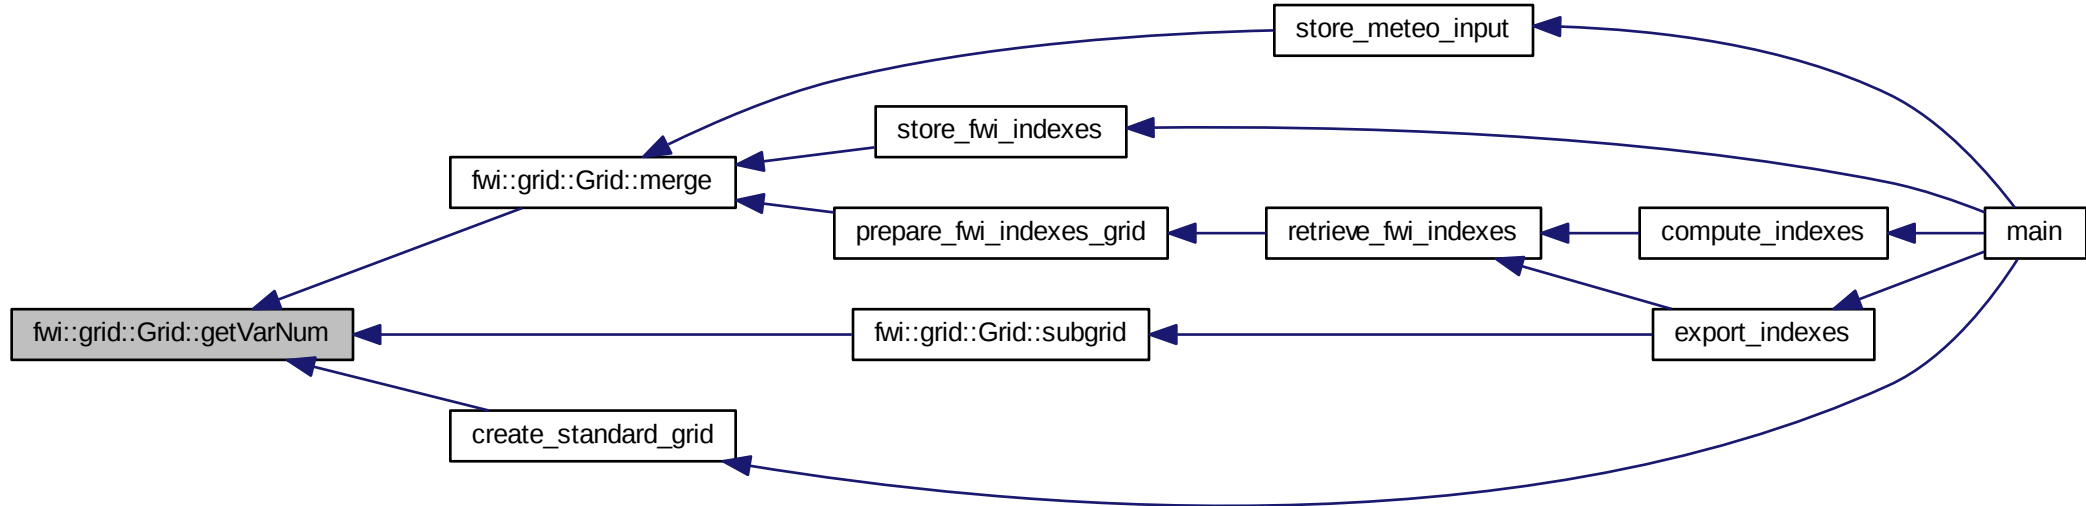 store_meteo_input
store_fwi_indexes
fwi::grid::Grid::merge
prepare_fwi_indexes_grid
retrieve_fwi_indexes
compute_indexes
main
fwi::grid::Grid::getVarNum
fwi::grid::Grid::subgrid
export_indexes
create_standard_grid